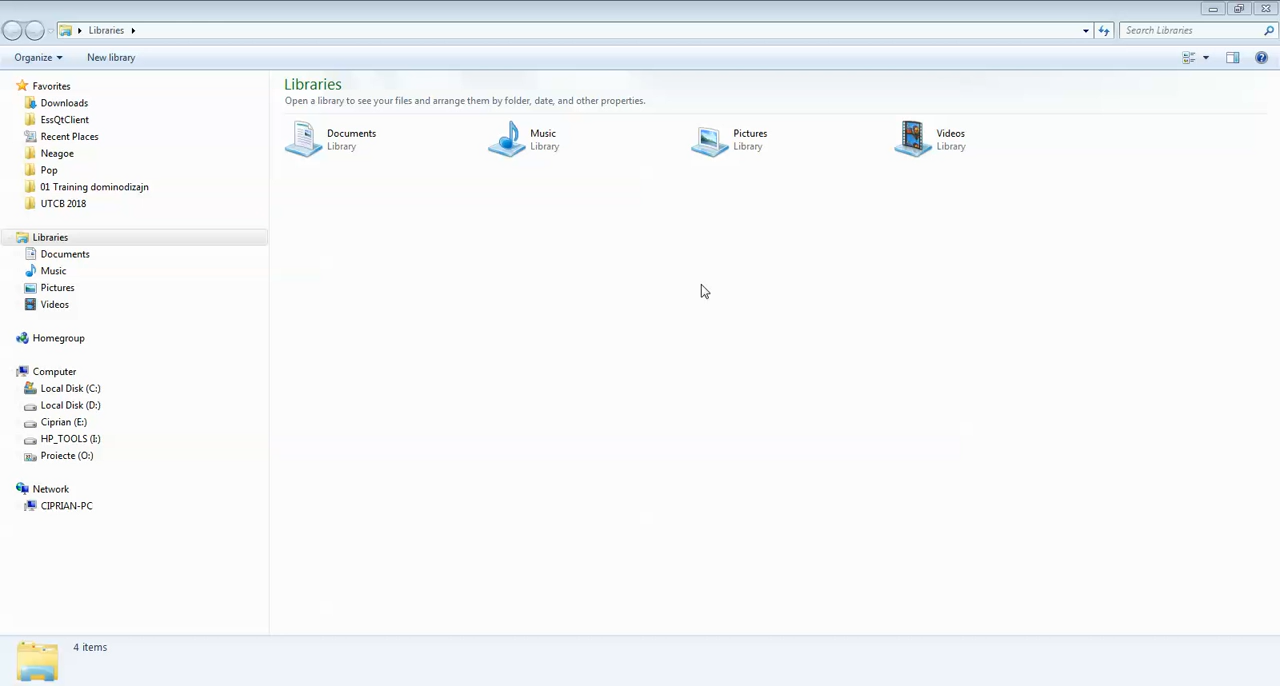 Libraries
Search Libraries
Organize
New library
Favorites
Downloads
EssQtClient
Recent Places
Neagoe
Pop
01 Training dominodizajn
UTCB 2018
Libraries
Documents
Music
Pictures
Videos
Homegroup
Computer
Local Disk (C:)
Local Disk (D:)
Ciprian (E:)
HP_TOOLS (I:)
Proiecte (O:)
Network
CIPRIAN-PC
Libraries
Open a library to see your files and arrange them by folder, date, and other properties.
Documents
Library
Music
Library
Pictures
Library
Videos
Library
4 items